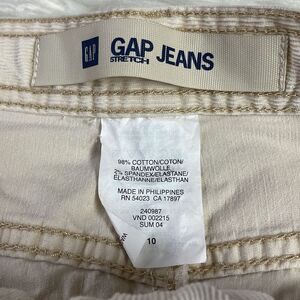 GAP
GAP JEANS
STRETCH
98% COTTON/COTON/
BAUMWOLLE
2% SPANDEX/ELASTANE/
ELASTHANNE/ELASTHAN
MADE IN PHILIPPINES
RN 54023 CA 17897
240987
VND 002215
SUM 04
10